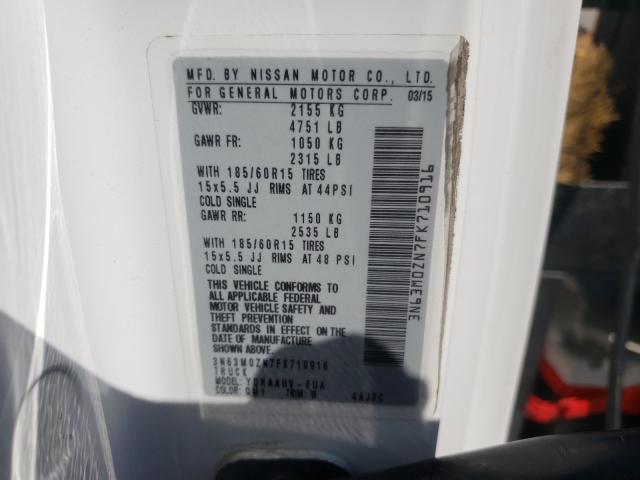 MFD. BY NISSAN MOTOR CO., LTD.
FOR GENERAL MOTORS CORP. 03/15
GVWR: 2155 KG
4751 LB
GAWR FR: 1050 KG
2315 LB
WITH 185/60R15 TIRES
15x5.5 JJ RIMS AT 44PSI
COLD SINGLE
GAWR RR: 1150 KG
2535 LB
WITH 185/60R15 TIRES
15x5.5 JJ RIMS AT 48 PSI
COLD SINGLE
THIS VEHICLE CONFORMS TO
ALL APPLICABLE FEDERAL
MOTOR VEHICLE SAFETY AND
THEFT PREVENTION
STANDARDS IN EFFECT ON THE
DATE OF MANUFACTURE
SHOWN ABOVE.
3N63M0ZN7FK710916
TRUCK
MODEL:
COLOR: QM1 TRIM: W
3N63M0ZN7FK710916